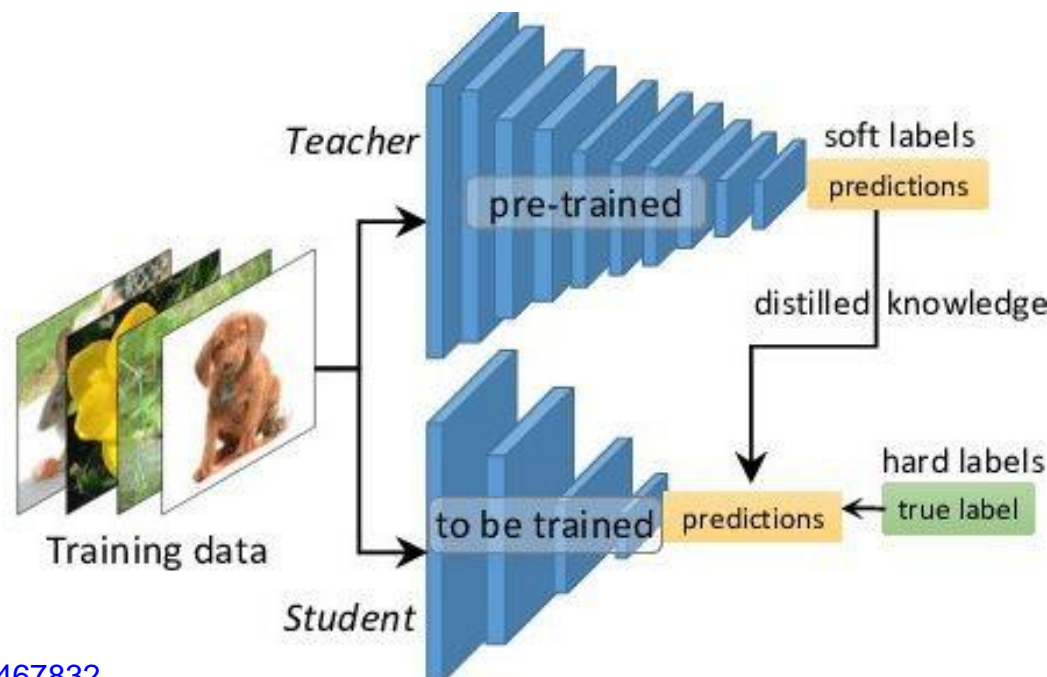 Teacher
soft labels
predictions
pre-trained
distilled knowledge
hard labels
true label
to be trained
predictions
Training data
Student
467832